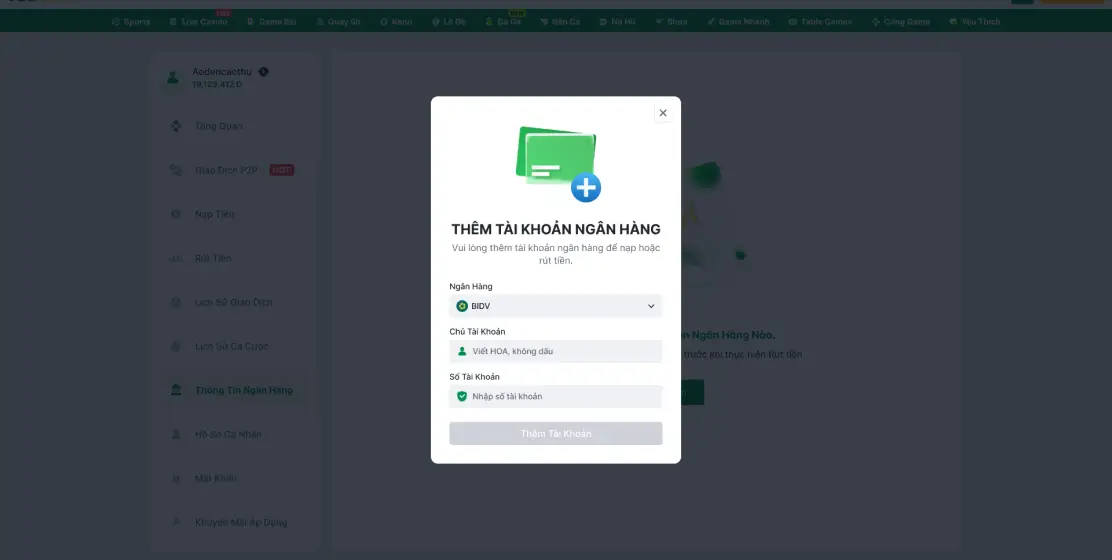 Sports
Live Casino
Game Bài
Quay Số
Keno
Lô Đề
Đá Gà
Bắn Cá
Nổ Hũ
Slots
Game Nhanh
Table Games
Cổng Game
Yêu Thích
Aodencaothu
19,123,412 D
Tổng Quan
Giao Dịch P2P HOT
Nạp Tiền
Rút Tiền
Lịch Sử Giao Dịch
Lịch Sử Cá Cược
Thông Tin Ngân Hàng
Hồ Sơ Cá Nhân
Mật Khẩu
Khuyến Mãi Áp Dụng
THÊM TÀI KHOẢN NGÂN HÀNG
Vui lòng thêm tài khoản ngân hàng để nạp hoặc
rút tiền.
Ngân Hàng
BIDV
Chủ Tài Khoản
Viết HOA, không dấu
Số Tài Khoản
Nhập số tài khoản
Thêm Tài Khoản
Ngân Hàng Nào.
trước khi thực hiện Rút tiền